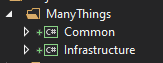 ManyThings
+ C# Common
+ C# Infrastructure